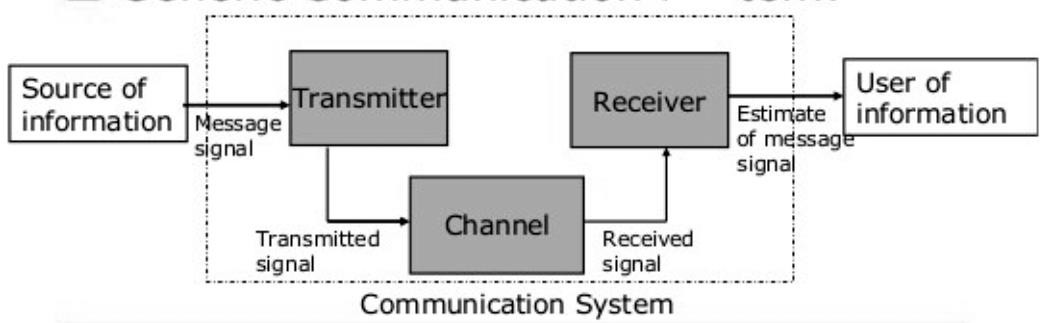 Source of
information
Message
signal
Transmitter
Transmitted
signal
Channel
Received
signal
Receiver
Estimate
of message
signal
User of
information
Communication System